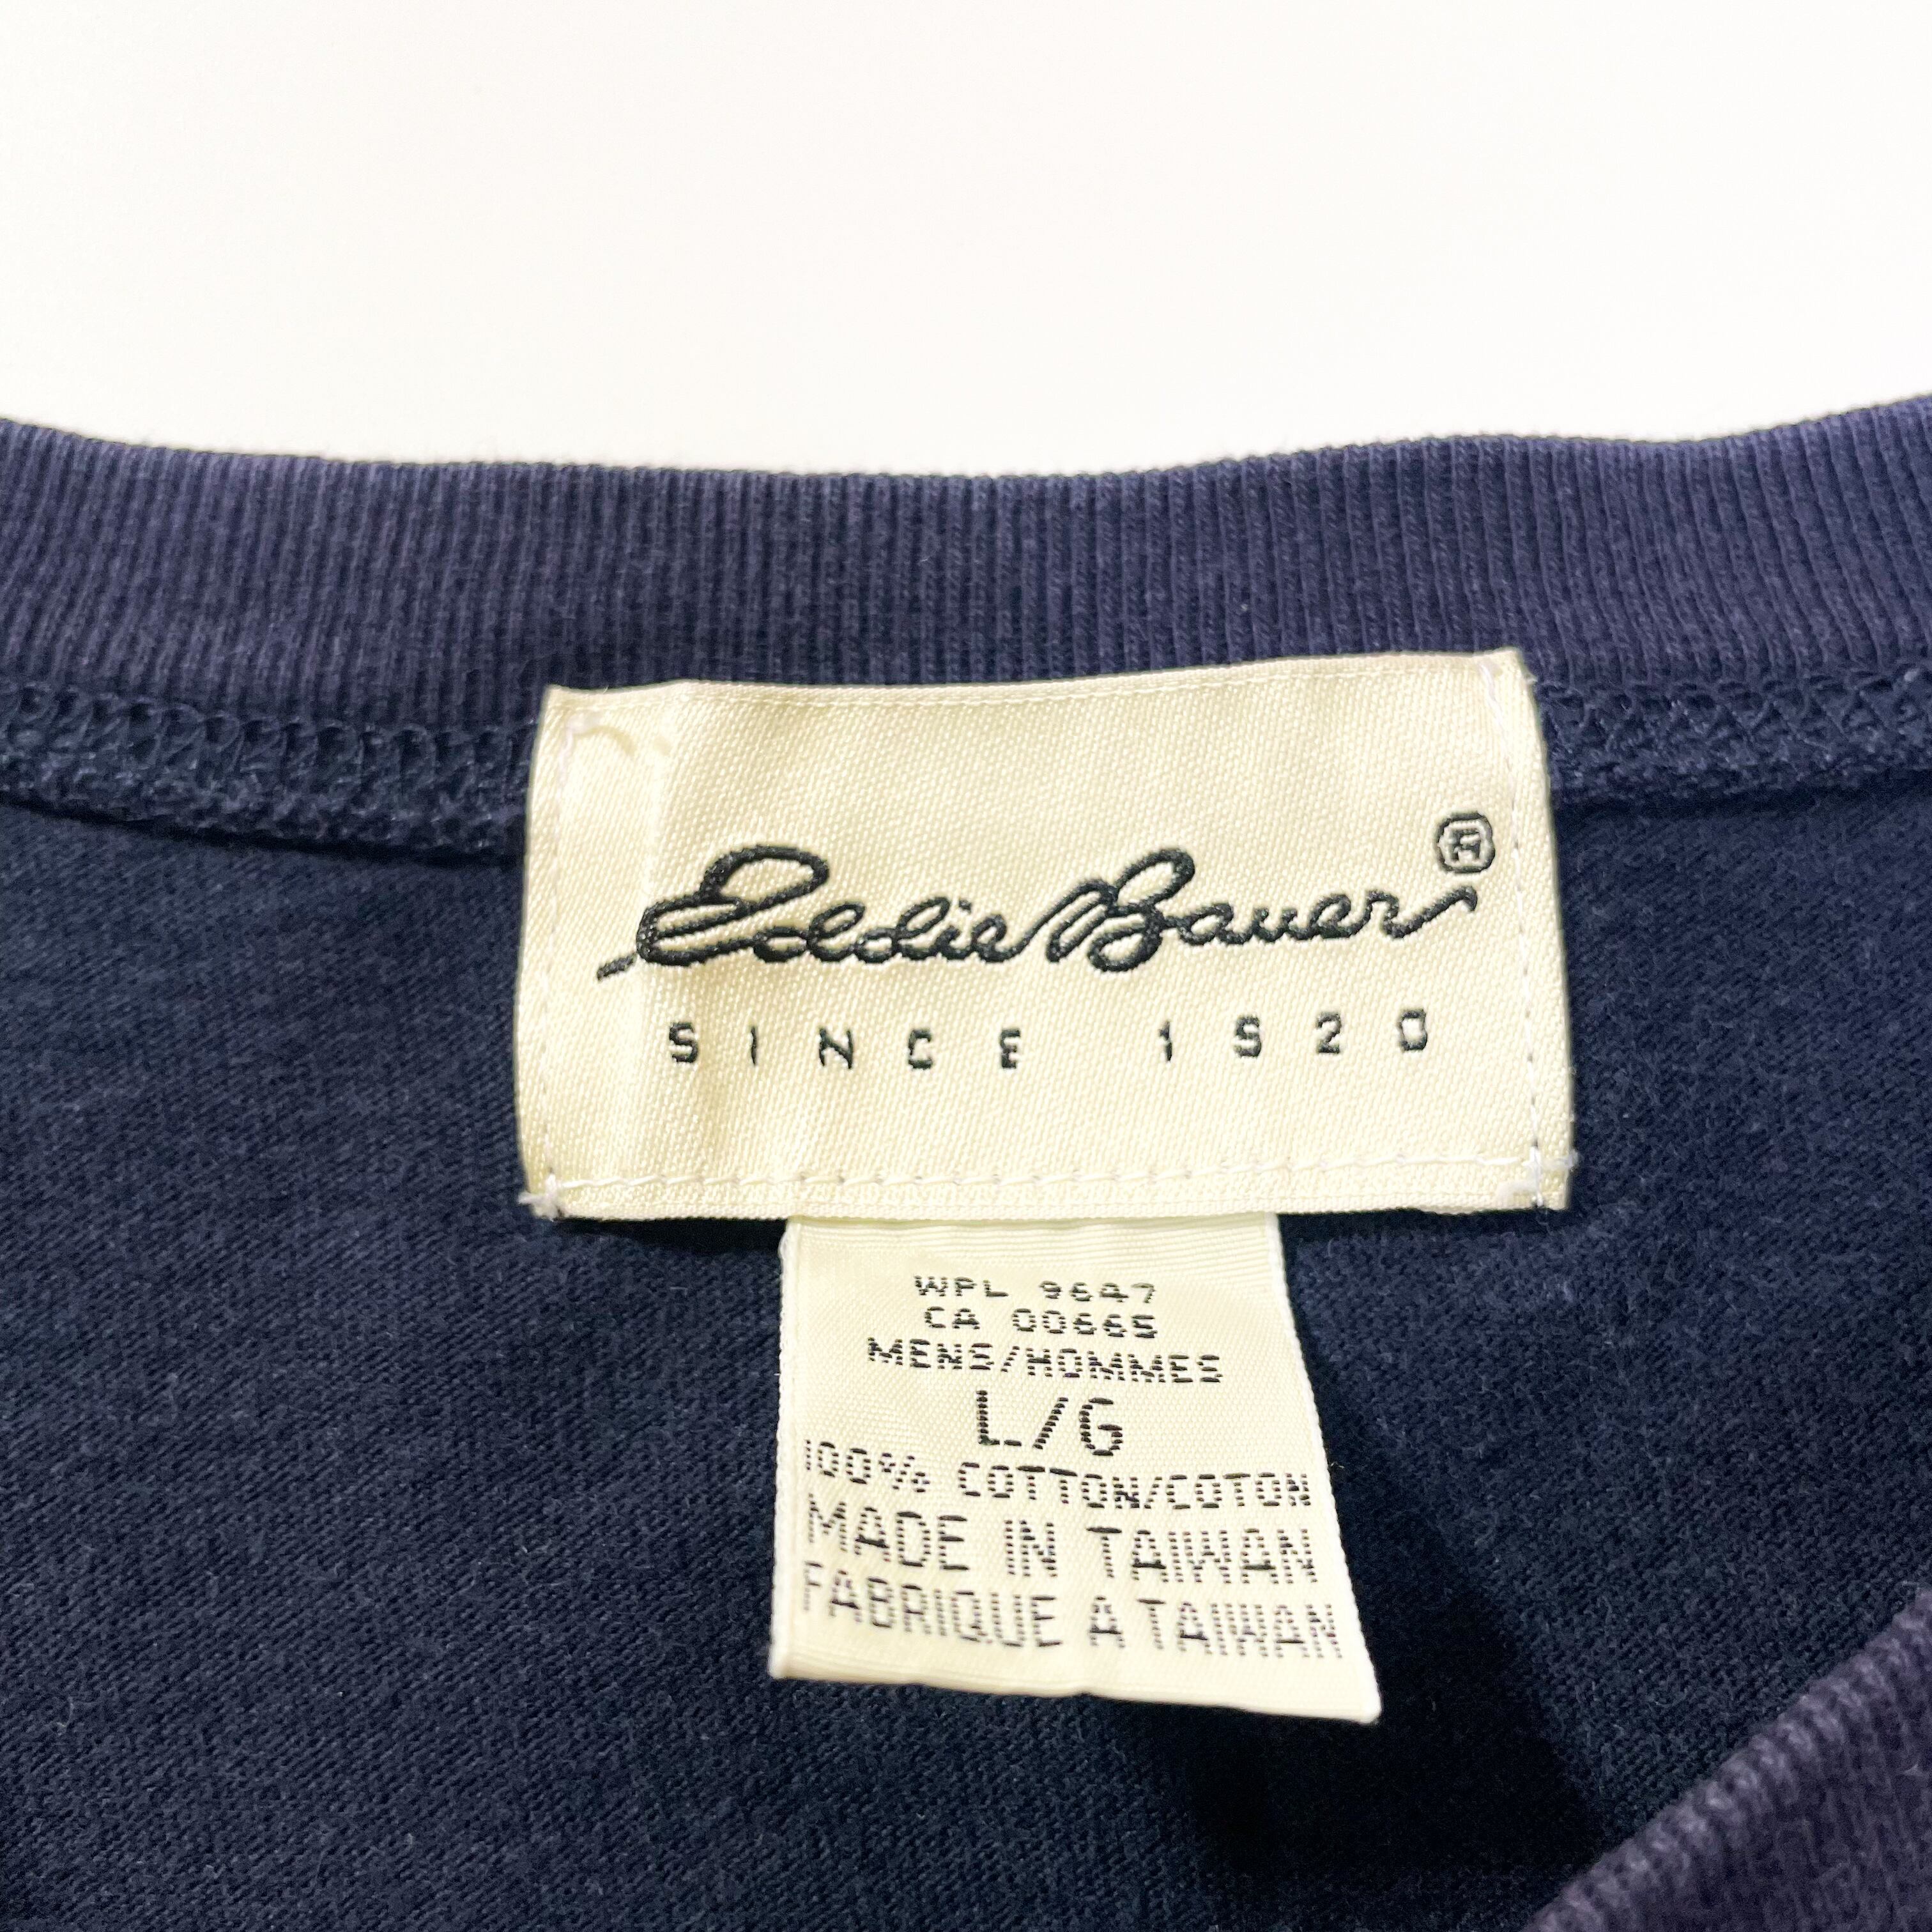 Eddie Bauer®
SINCE 1920
WPL 9647
CA 00665
MENS/HOMMES
L/G
100% COTTON/COTON
MADE IN TAIWAN
FABRIQUE A TAIWAN